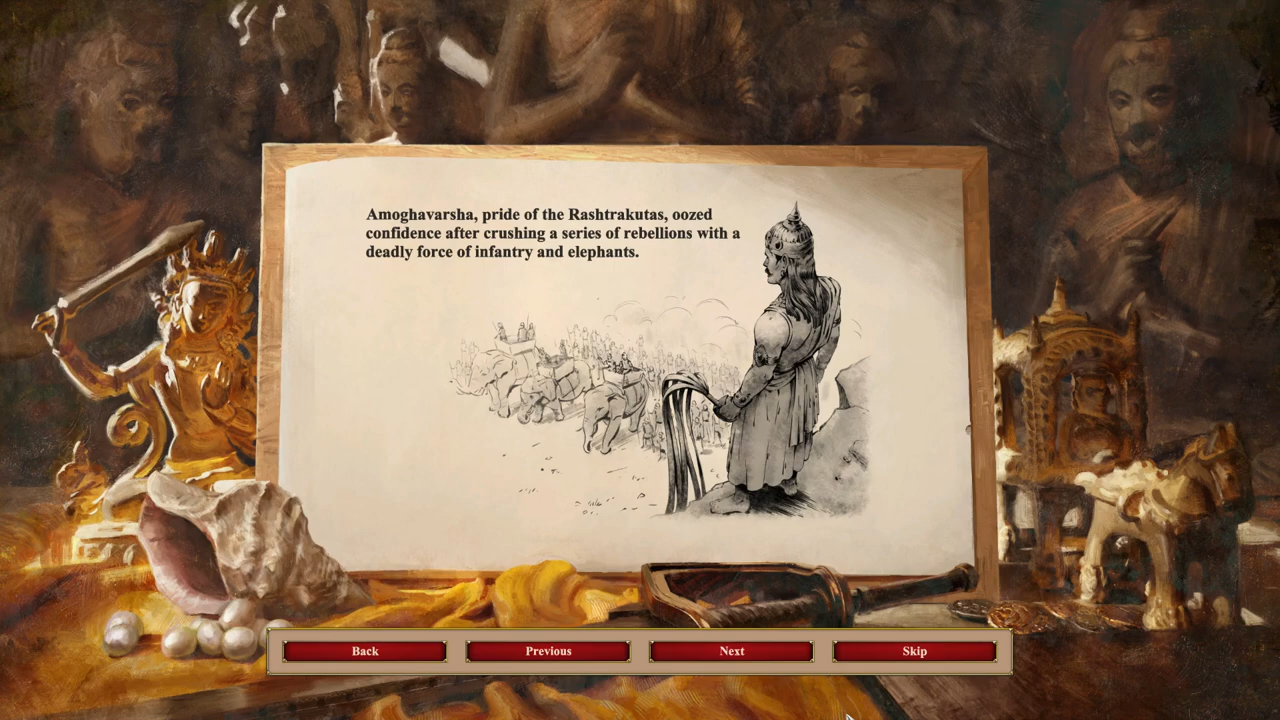 Amoghavarsha, pride of the Rashtrakutas, oozed
confidence after crushing a series of rebellions with a
deadly force of infantry and elephants.
Back
Previous
Next
Skip